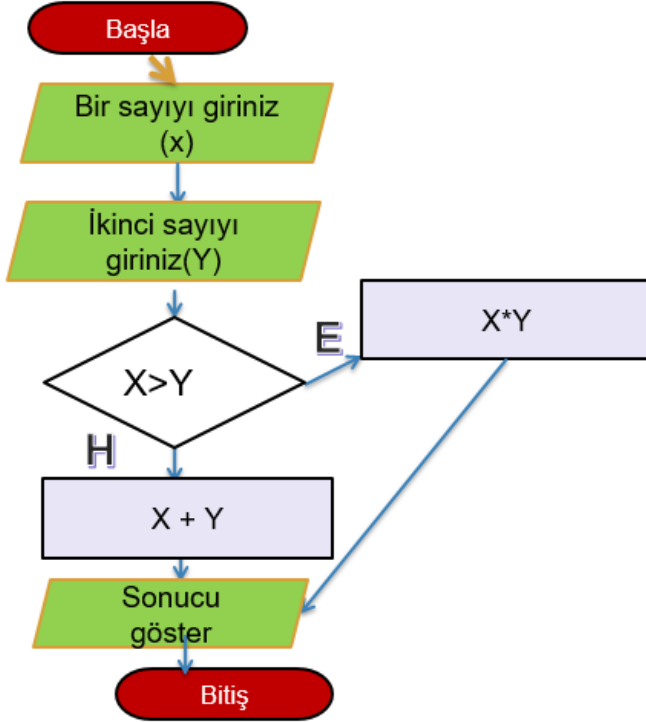 Başla
Bir sayıyı giriniz
(x)
İkinci sayıyı
giriniz(Y)
X>Y
E
X*Y
H
X + Y
Sonucu
göster
Bitiş